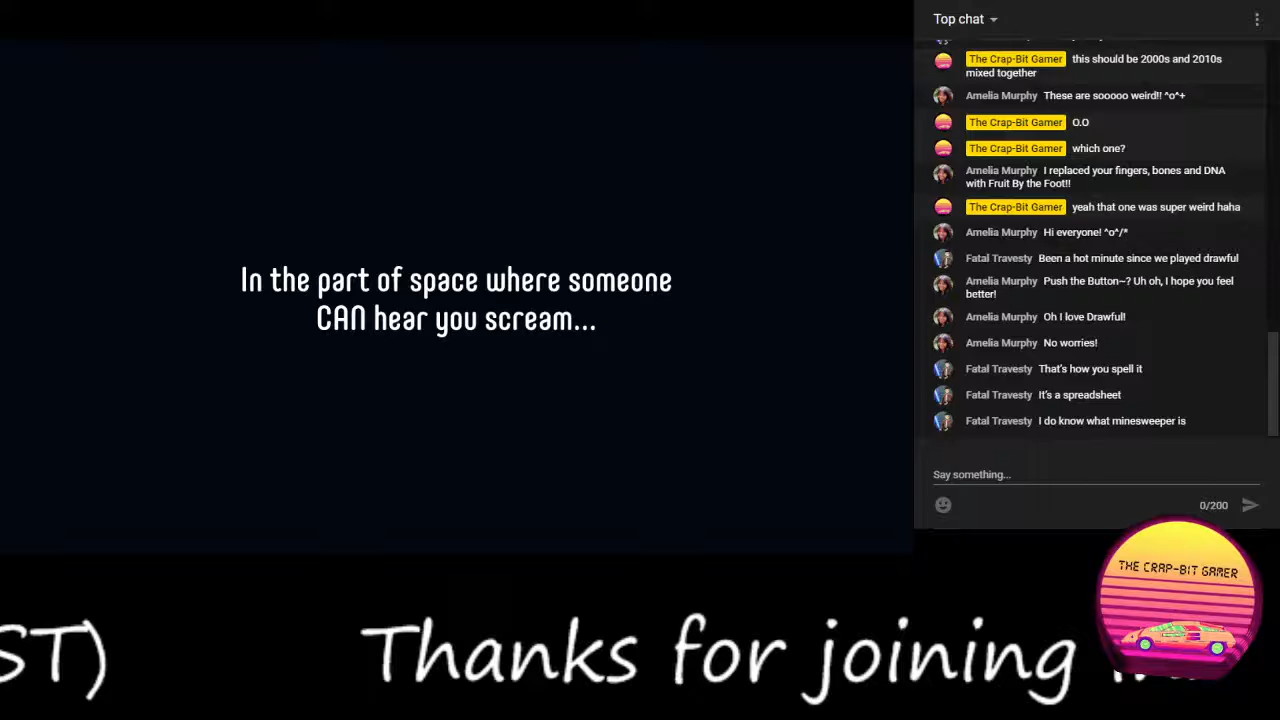 In the part of space where someone
CAN hear you scream...
Top chat
The Crap-Bit Gamer this should be 2000s and 2010s
mixed together
Amelia Murphy These are sooooo weird!! ^o^+
The Crap-Bit Gamer O.O
The Crap-Bit Gamer which one?
Amelia Murphy I replaced your fingers, bones and DNA
with Fruit By the Foot!!
The Crap-Bit Gamer yeah that one was super weird haha
Amelia Murphy Hi everyone! ^o^/*
Fatal Travesty Been a hot minute since we played drawful
Amelia Murphy Push the Button~? Uh oh, I hope you feel
better!
Amelia Murphy Oh I love Drawful!
Amelia Murphy No worries!
Fatal Travesty That's how you spell it
Fatal Travesty It's a spreadsheet
Fatal Travesty I do know what minesweeper is
Say something...
0/200
THE CRAP-BIT GAMER
ST) Thanks for joining